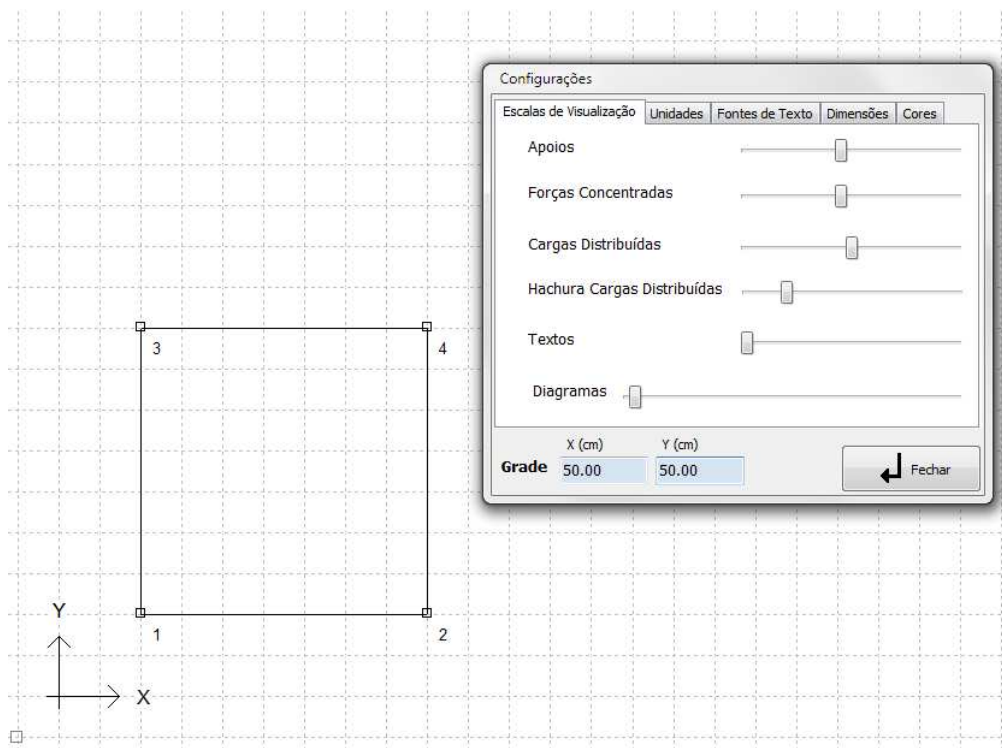 Configurações
Escalas de Visualização Unidades Fontes de Texto Dimensões Cores
Apoios
Forças Concentradas
Cargas Distribuídas
Hachura Cargas Distribuídas
Textos
Diagramas
X (cm) Y (cm)
Grade 50.00 50.00 Fechar
3 4
1 2
Y
X